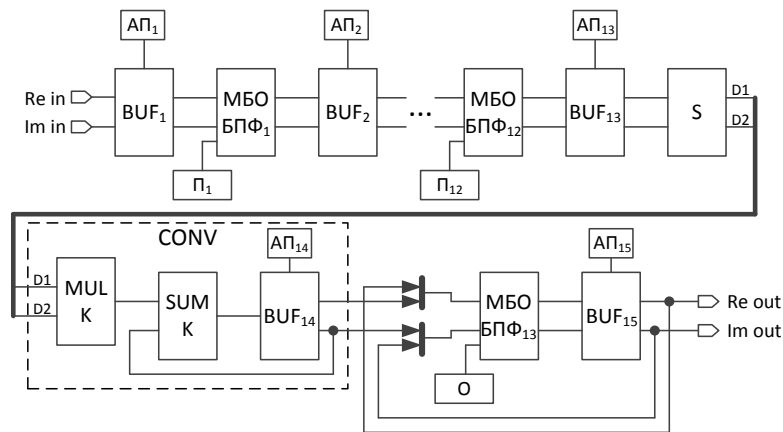 АП1
АП2
АП13
Re in
Im in
BUF1
МБО
БПФ1
BUF2
...
МБО
БПФ12
BUF13
S
D1
D2
П1
П12
CONV
АП14
АП15
D1
D2
MUL
K
SUM
K
BUF14
МБО
БПФ13
BUF15
Re out
Im out
О